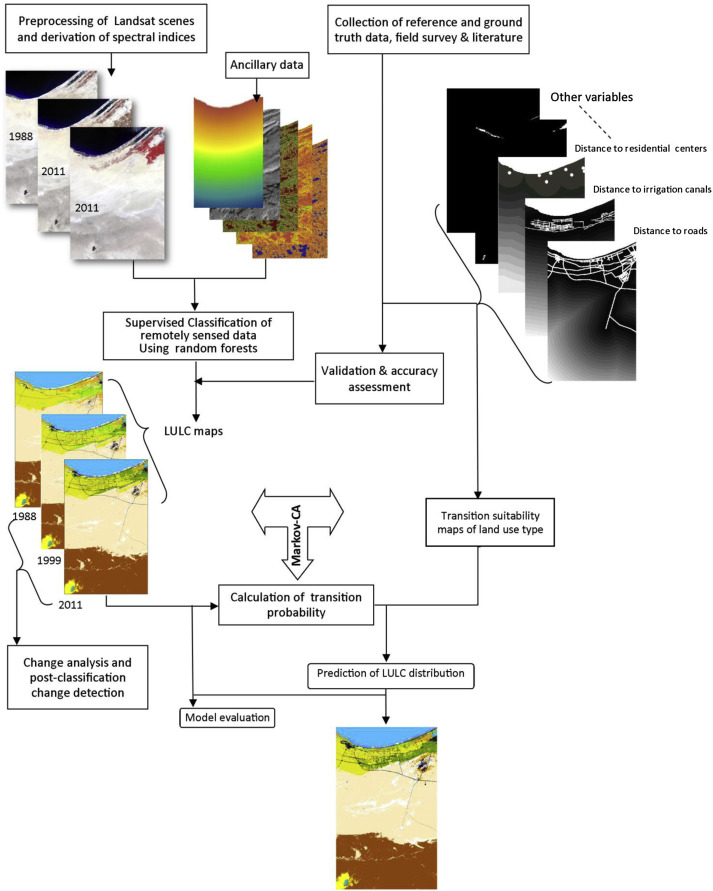 Preprocessing of Landsat scenes
and derivation of spectral indices
Collection of reference and ground
truth data, field survey & literature
Ancillary data
1988
2011
2011
Other variables
Distance to residential centers
Distance to irrigation canals
Distance to roads
Supervised Classification of
remotely sensed data
Using random forests
Validation & accuracy
assessment
LULC maps
1988
1999
2011
Markov-CA
Transition suitability
maps of land use type
Calculation of transition
probability
Change analysis and
post-classification
change detection
Prediction of LULC distribution
Model evaluation